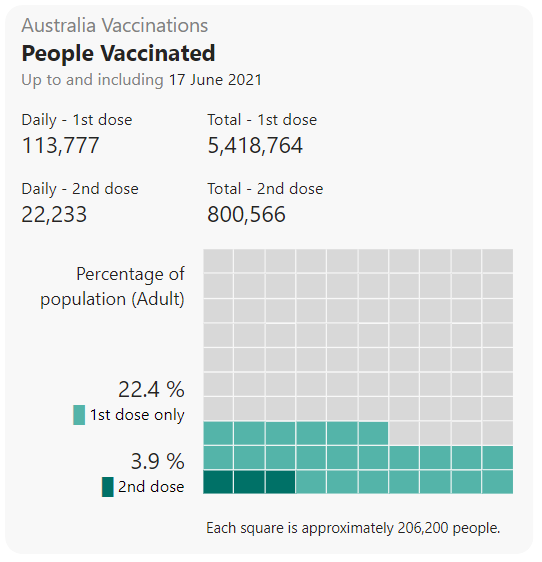 Australia Vaccinations
People Vaccinated
Up to and including 17 June 2021
Daily - 1st dose
113,777
Total - 1st dose
5,418,764
Daily - 2nd dose
22,233
Total - 2nd dose
800,566
Percentage of
population (Adult)
22.4 %
1st dose only
3.9 %
2nd dose
Each square is approximately 206,200 people.